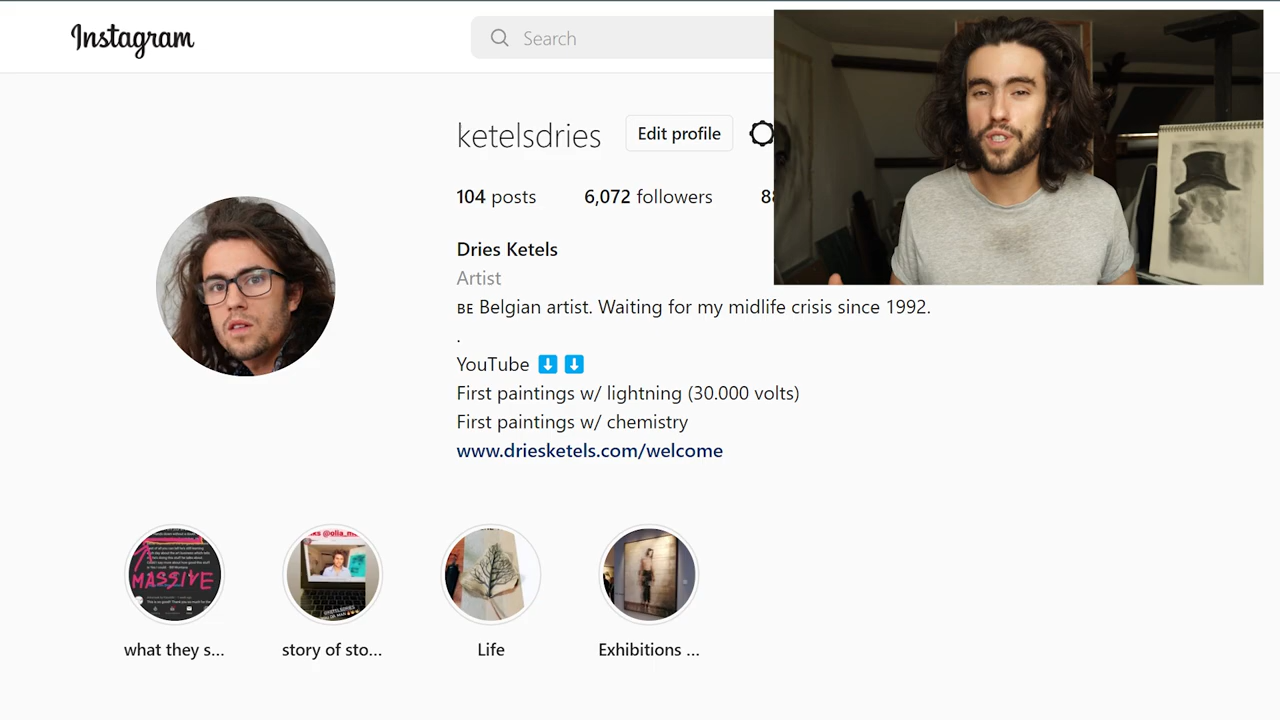 Instagram
Search
ketelsdries
Edit profile
104 posts
6,072 followers
Dries Ketels
Artist
BE Belgian artist. Waiting for my midlife crisis since 1992.
.
YouTube ⬇️ ⬇️
First paintings w/ lightning (30.000 volts)
First paintings w/ chemistry
www.driesketels.com/welcome
MASSIVE
what they s...
story of sto...
Life
Exhibitions ...